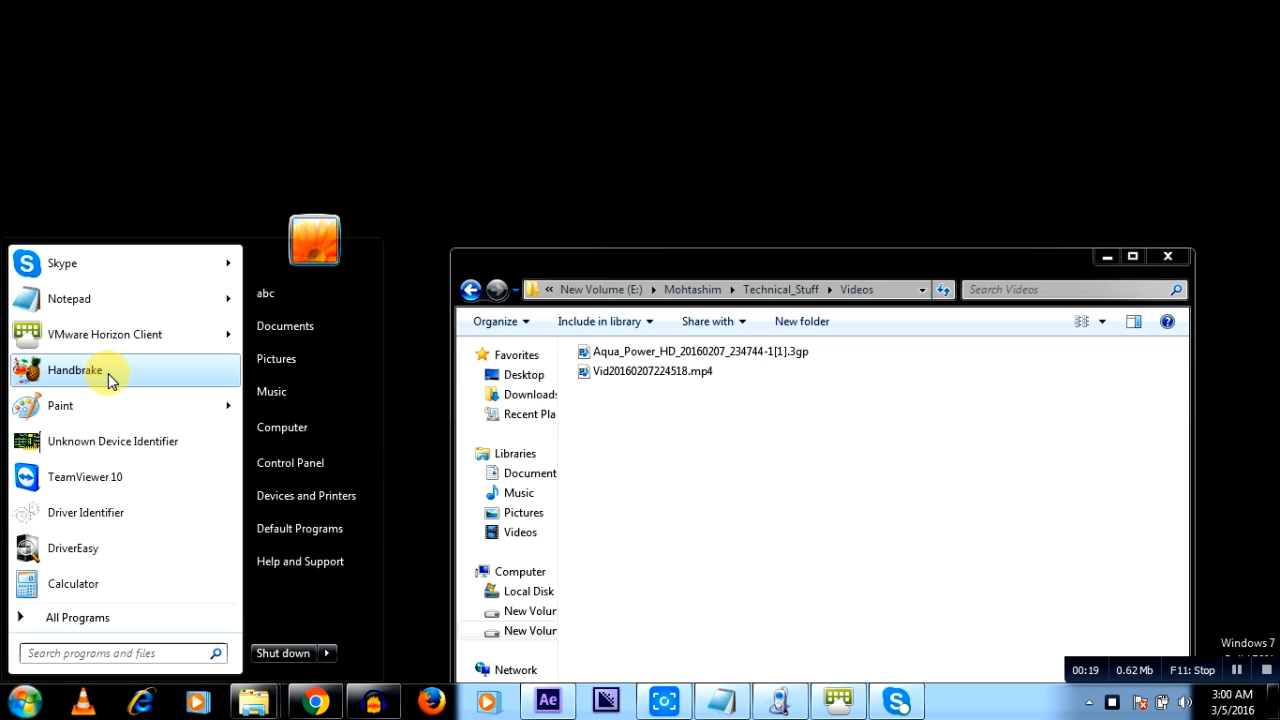 Skype
Notepad
VMware Horizon Client
Handbrake
Paint
Unknown Device Identifier
TeamViewer 10
Driver Identifier
DriverEasy
Calculator
All Programs
Search programs and files
abc
Documents
Pictures
Music
Computer
Control Panel
Devices and Printers
Default Programs
Help and Support
Shut down
« New Volume (E:) Mohtashim Technical_Stuff Videos
Search Videos
Organize Include in library Share with New folder
Favorites
Desktop
Downloads
Recent Pla
Libraries
Document
Music
Pictures
Videos
Computer
Local Disk
New Volur
New Volur
Network
Aqua_Power_HD_20160207_234744-1[1].3gp
Vid20160207224518.mp4
Windows 7
00:19 0.62 Mb F11: Stop
Ae
3:00 AM
3/5/2016